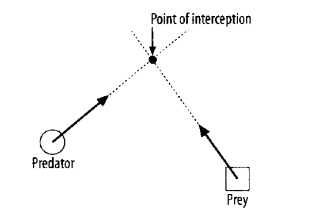 Point of interception
Predator
Prey